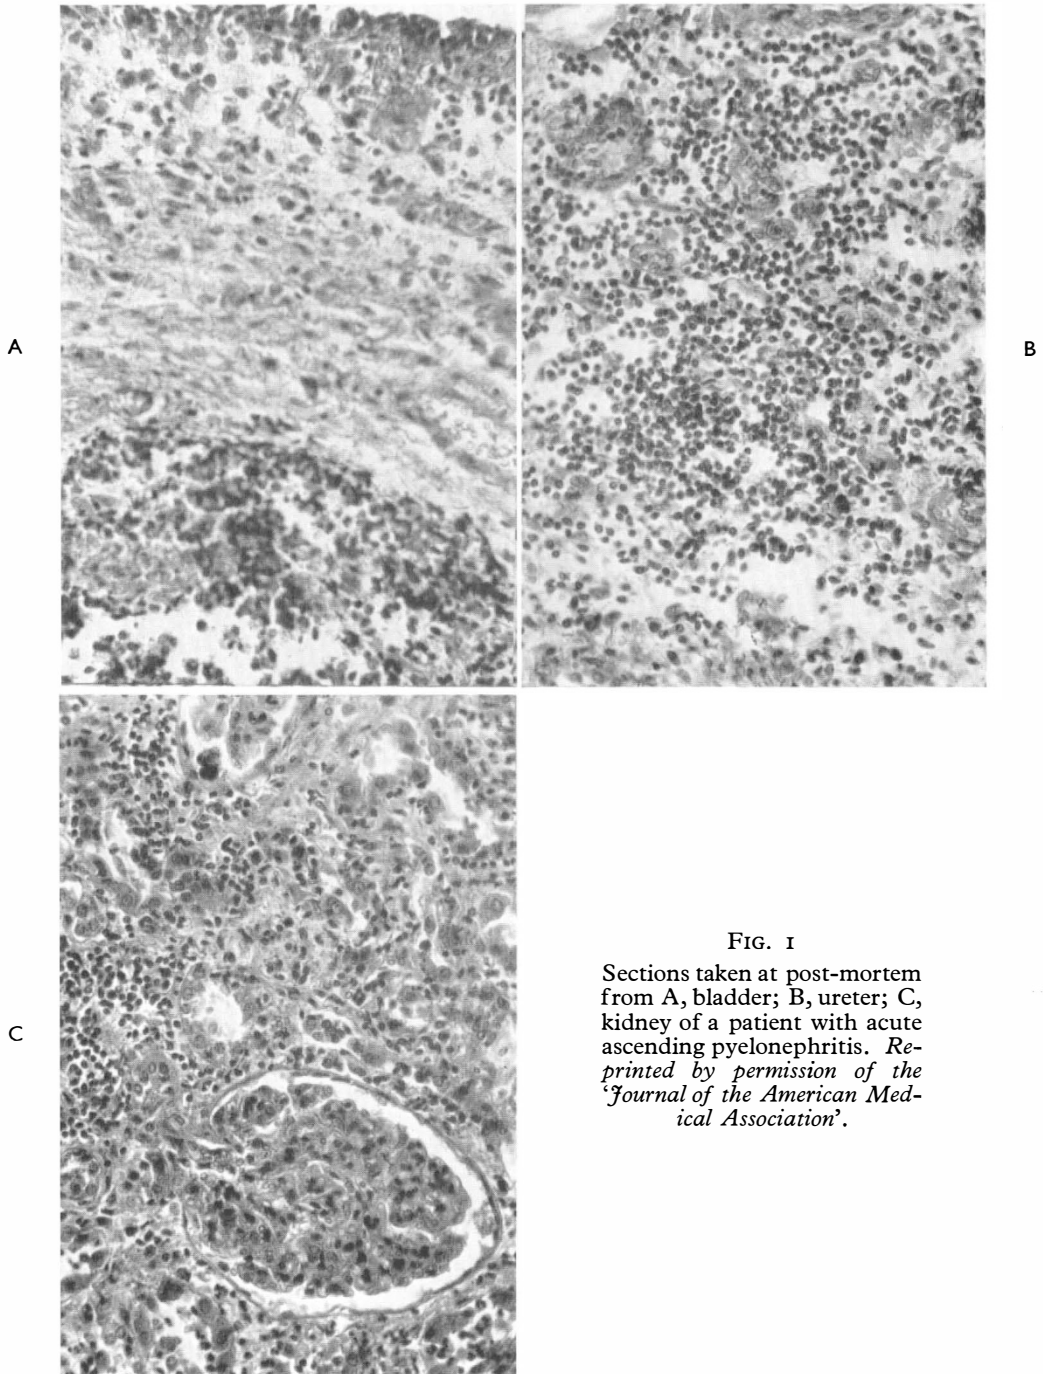 A
B
C
FIG. I
Sections taken at post-mortem
from A, bladder; B, ureter; C,
kidney of a patient with acute
ascending pyelonephritis. Re-
printed by permission of the
‘Journal of the American Med-
ical Association’.